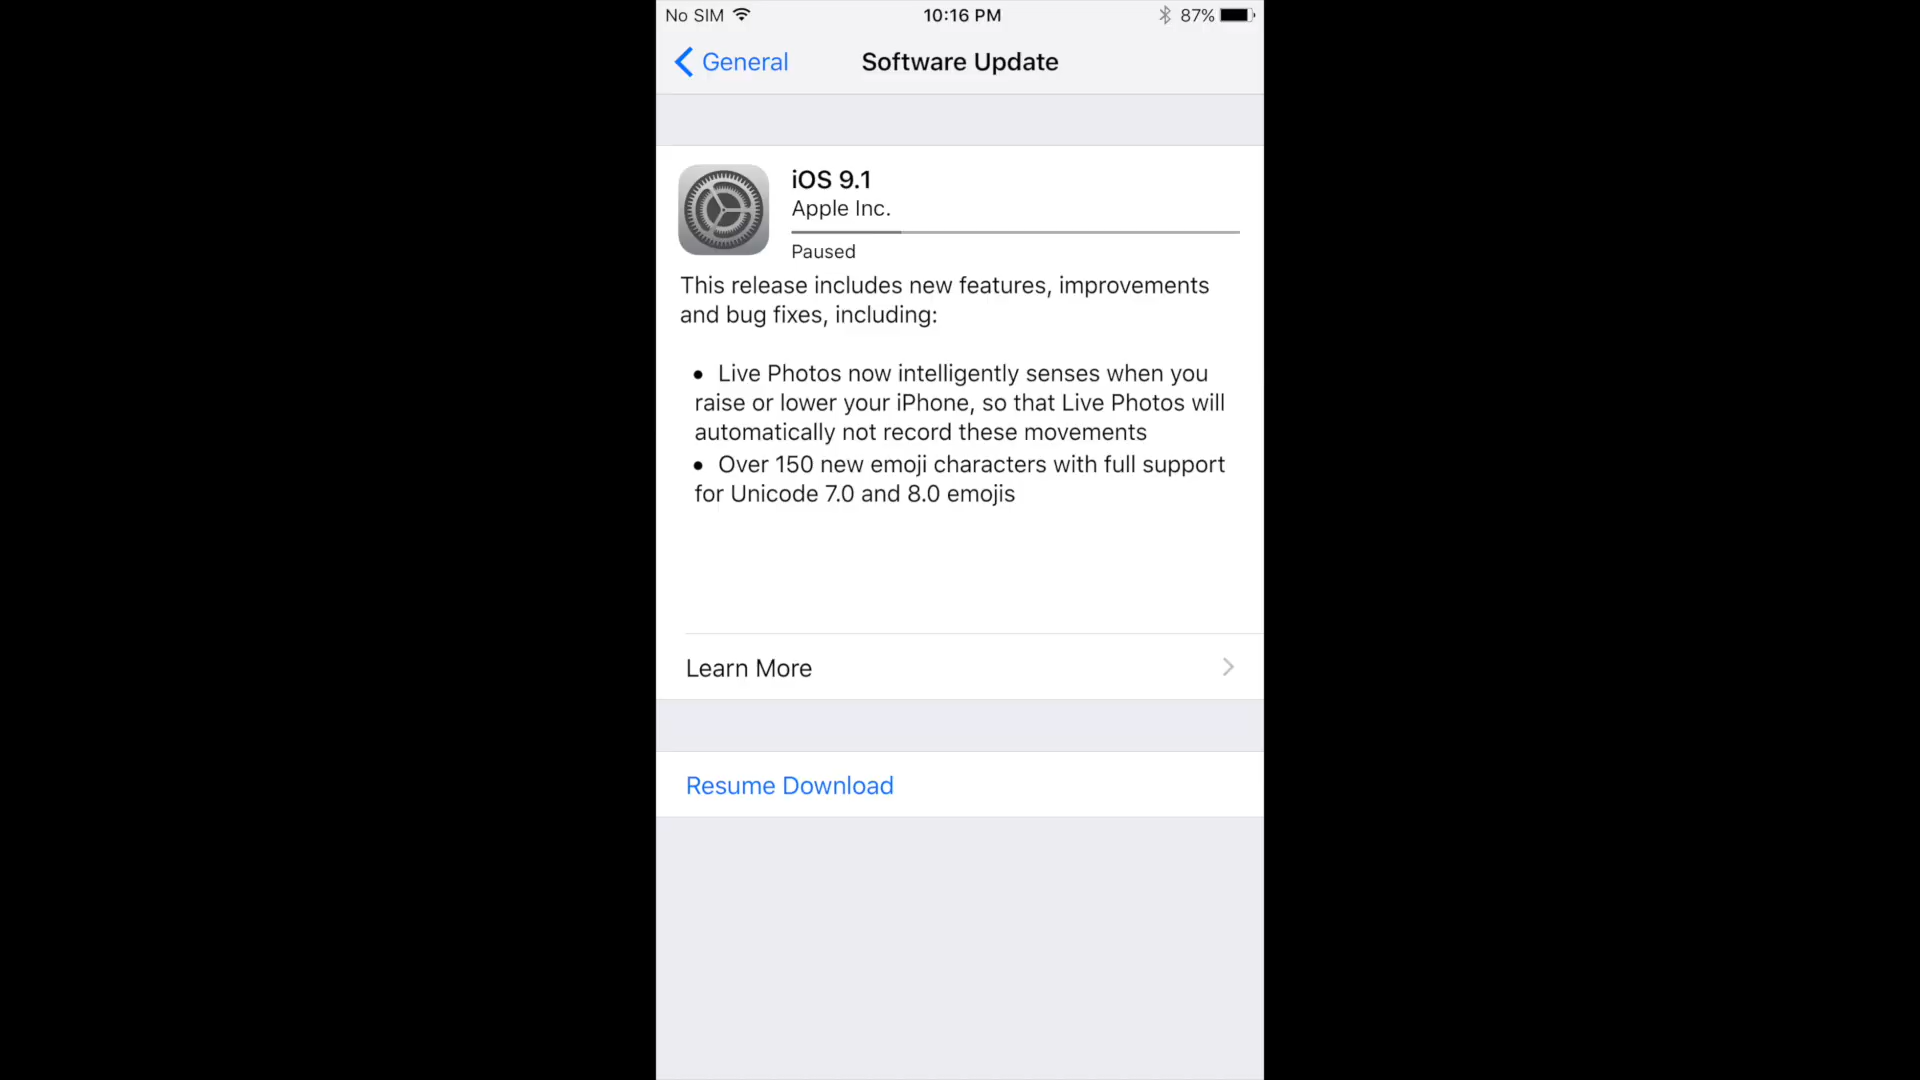 No SIM 10:16 PM 87%
General Software Update
iOS 9.1
Apple Inc.
Paused
This release includes new features, improvements
and bug fixes, including:
• Live Photos now intelligently senses when you
raise or lower your iPhone, so that Live Photos will
automatically not record these movements
• Over 150 new emoji characters with full support
for Unicode 7.0 and 8.0 emojis
Learn More
Resume Download